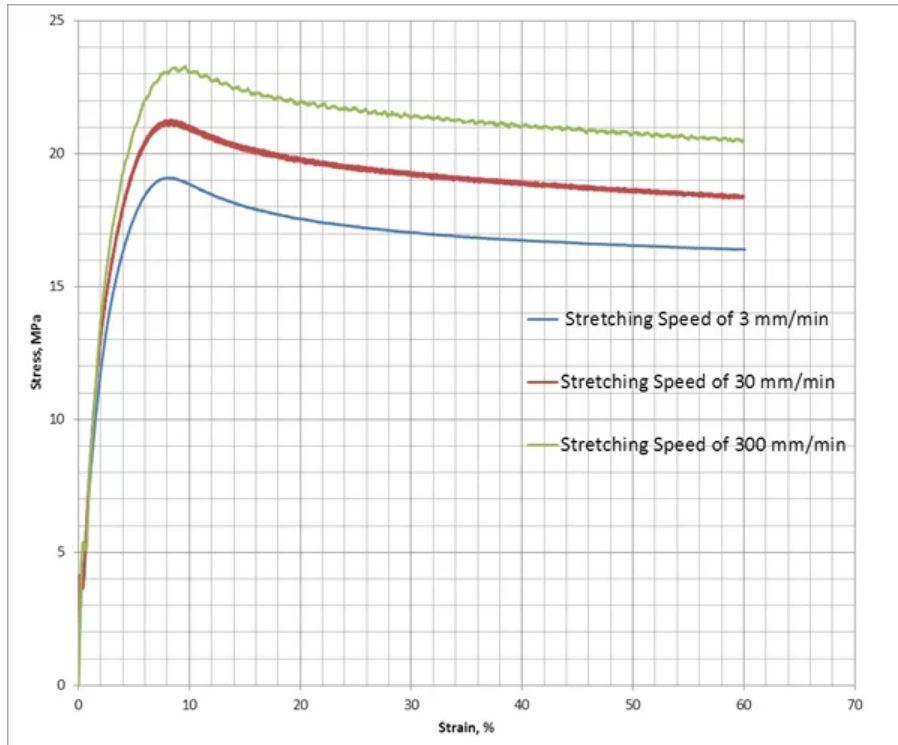 25
20
15
10
5
0
Stress, MPa
Stretching Speed of 3 mm/min
Stretching Speed of 30 mm/min
Stretching Speed of 300 mm/min
0 10 20 30 40 50 60 70
Strain, %